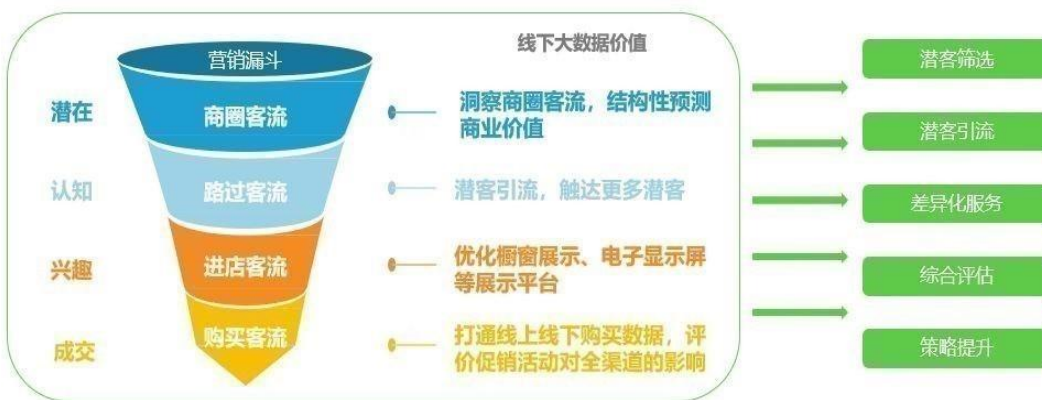 营销漏斗
线下大数据价值
潜在
商圈客流
洞察商圈客流，结构性预测
商业价值
认知
路过客流
潜客引流，触达更多潜客
兴趣
进店客流
优化橱窗展示、电子显示屏
等展示平台
成交
购买客流
打通线上线下购买数据，评
价促销活动对全渠道的影响
潜客筛选
潜客引流
差异化服务
综合评估
策略提升